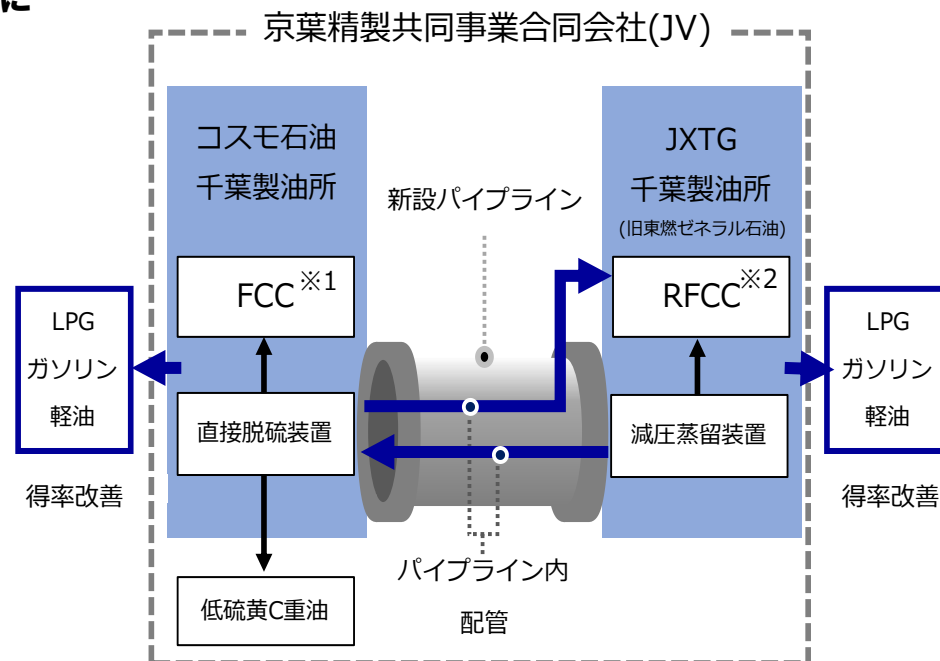 に
京葉精製共同事業合同会社(JV)
コスモ石油
千葉製油所
JXTG
千葉製油所
(旧東燃ゼネラル石油)
新設パイプライン
FCC※1
RFCC※2
LPG
ガソリン
軽油
LPG
ガソリン
軽油
直接脱硫装置
減圧蒸留装置
得率改善
得率改善
パイプライン内
配管
低硫黄C重油